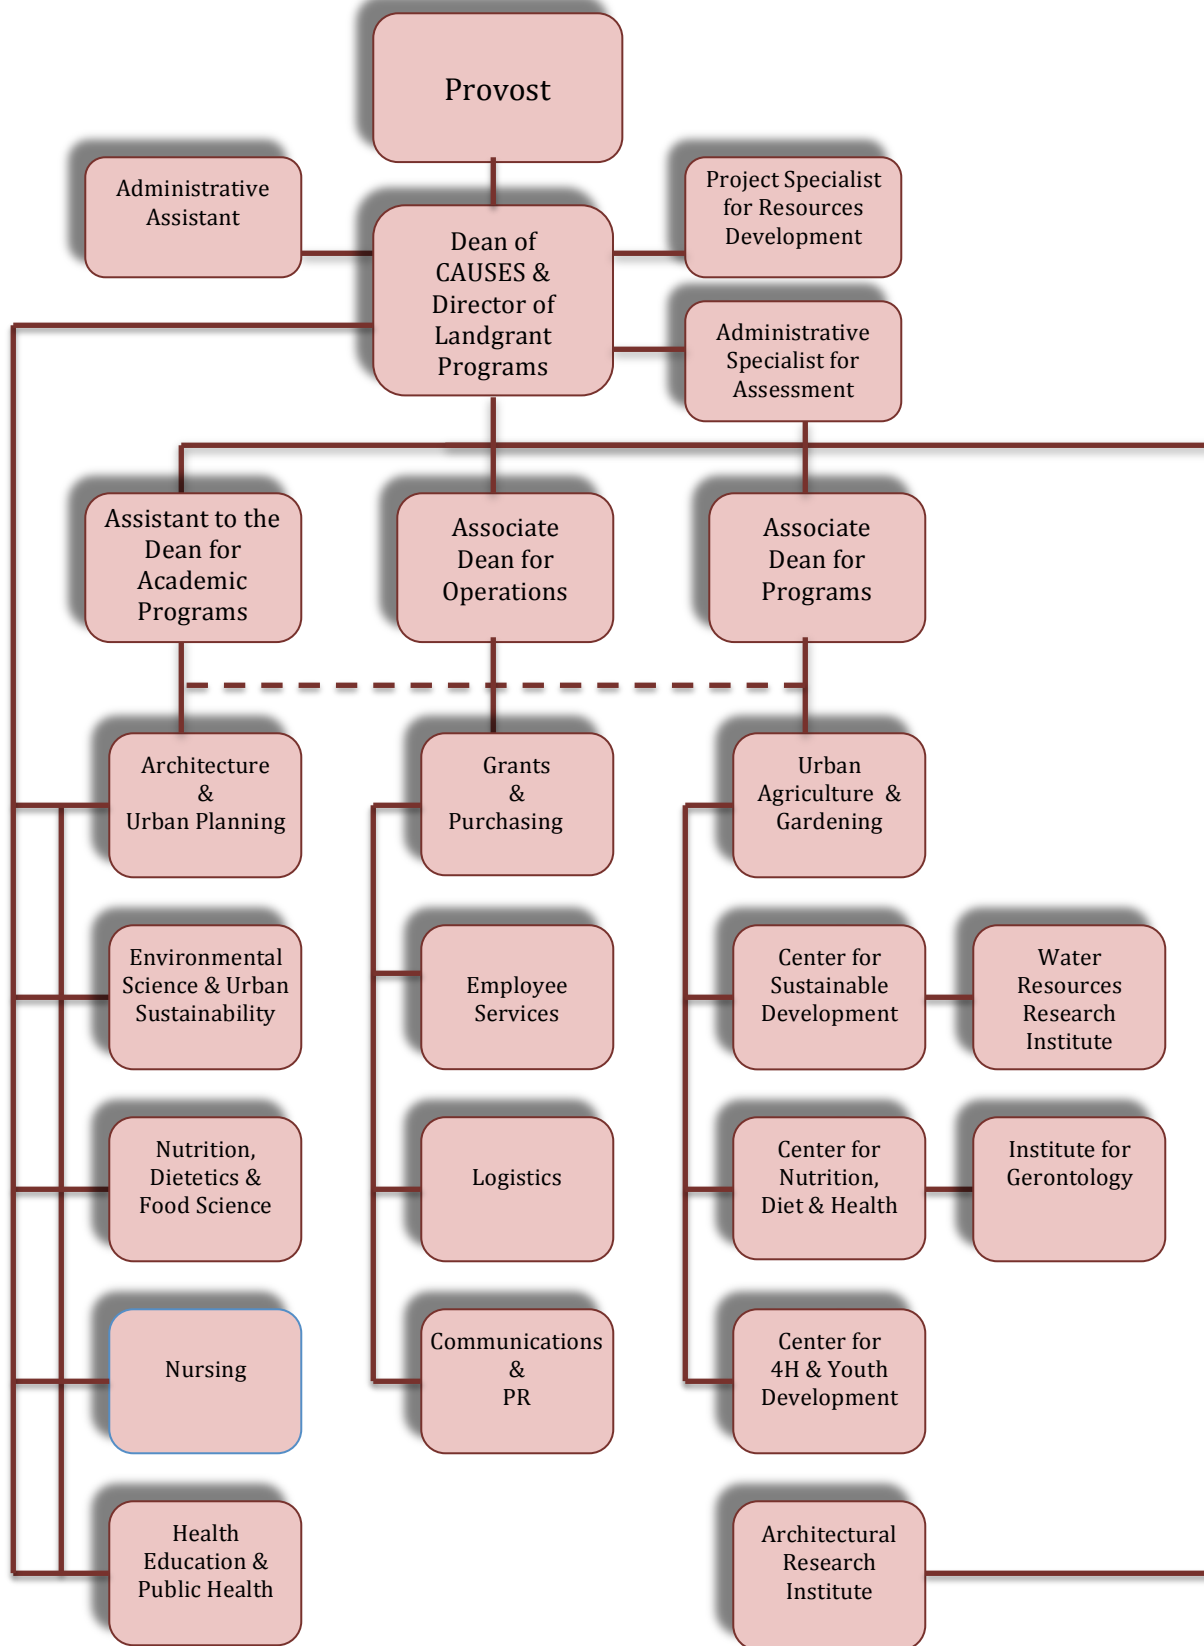 Provost
Administrative
Assistant
Project Specialist
for Resources
Development
Dean of
CAUSES &
Director of
Landgrant
Programs
Administrative
Specialist for
Assessment
Assistant to the
Dean for
Academic
Programs
Associate
Dean for
Operations
Associate
Dean for
Programs
Architecture
&
Urban Planning
Grants
&
Purchasing
Urban
Agriculture &
Gardening
Environmental
Science & Urban
Sustainability
Employee
Services
Center for
Sustainable
Development
Water
Resources
Research
Institute
Nutrition,
Dietetics &
Food Science
Logistics
Center for
Nutrition,
Diet & Health
Institute for
Gerontology
Nursing
Communications
&
PR
Center for
4H & Youth
Development
Health
Education &
Public Health
Architectural
Research
Institute